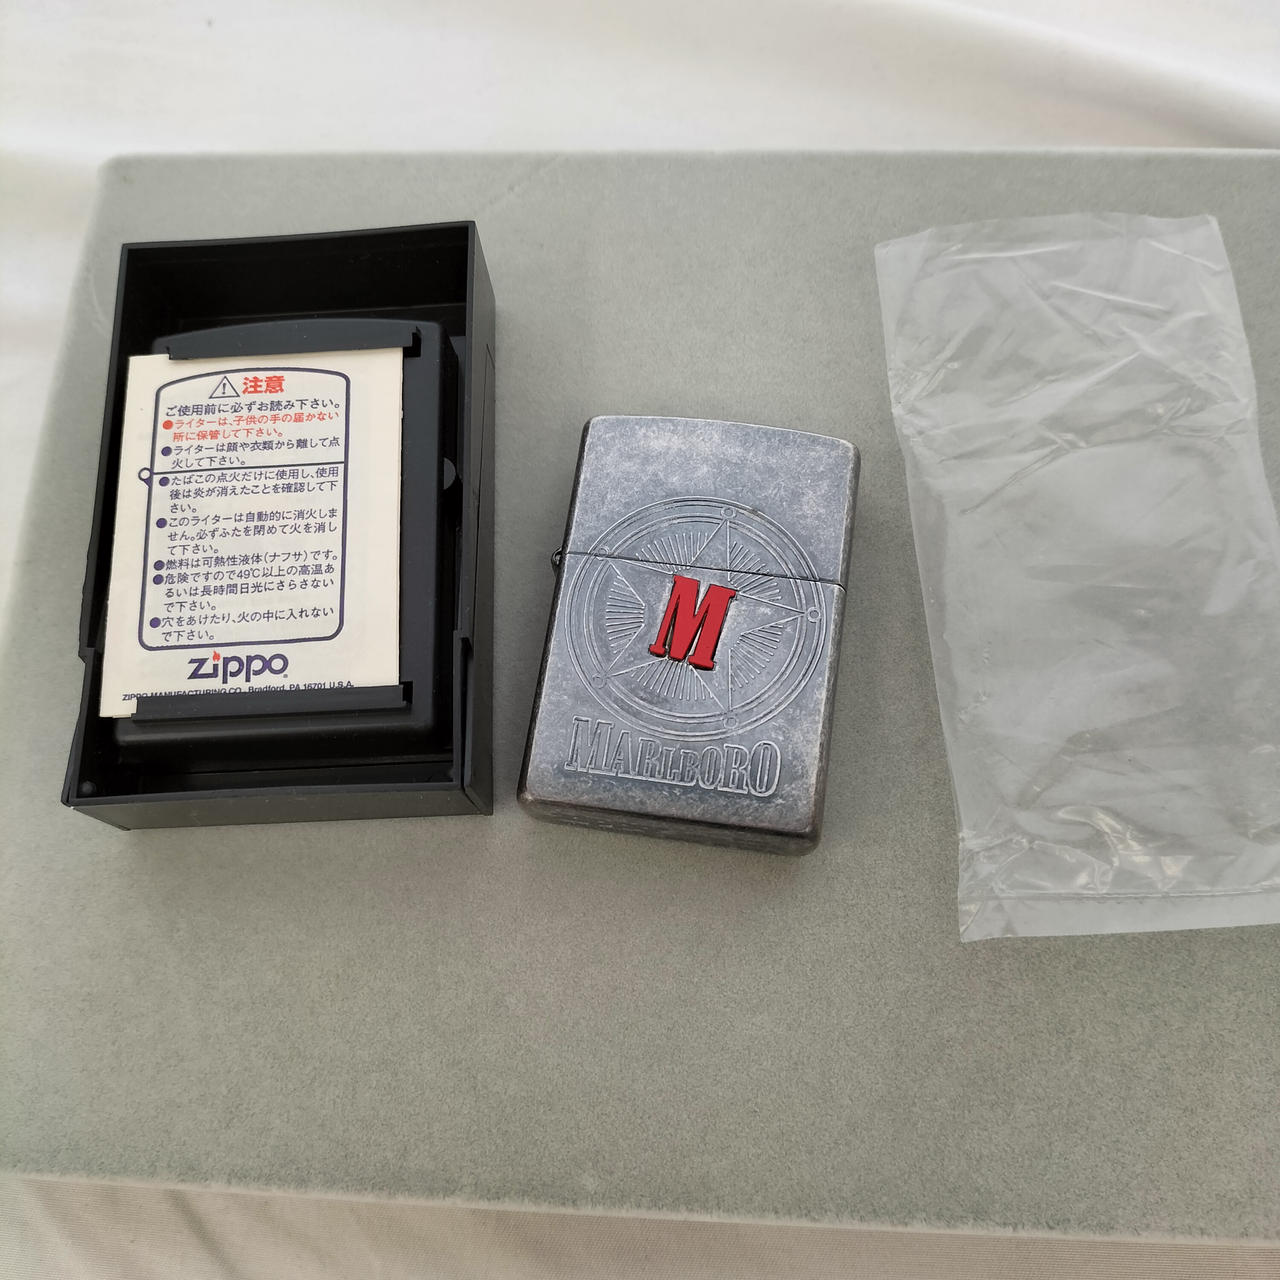 注意
ご使用前に必ずお読み下さい。
●ライターは、子供の手の届かない
所に保管して下さい。
●ライターは顔や衣類から離して点
火して下さい。
●たばこの点火だけに使用し、使用
後は炎が消えたことを確認して下
さい。
●このライターは自動的に消火しま
せん。必ずふたを閉めて火を消し
て下さい。
●燃料は可熱性液体(ナフサ)です。
●危険ですので49℃以上の高温あ
るいは長時間日光にさらさない
で下さい。
●穴をあけたり、火の中に入れない
で下さい。
zippo
ZIPPO MANUFACTURING CO. Bradford, PA 16701 U.S.A.
M
MARLBORO